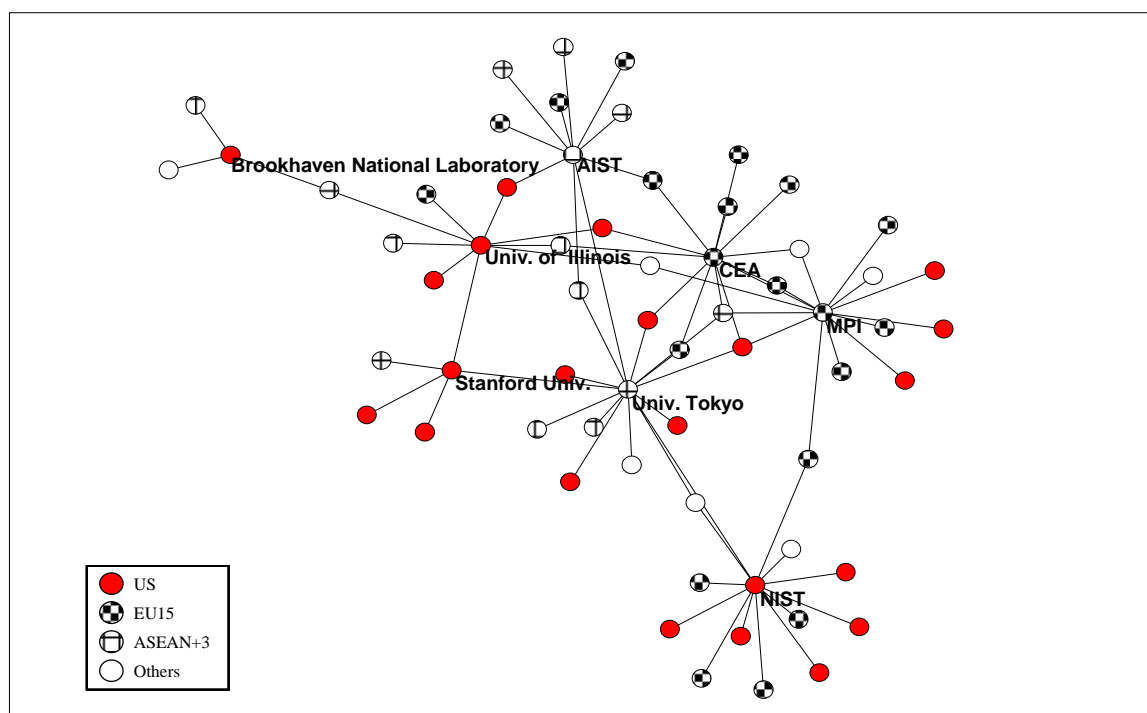 Brookhaven National Laboratory
AIST
Univ. of Illinois
CEA
MPI
Stanford Univ.
Univ. Tokyo
NIST
US
EU15
ASEAN+3
Others